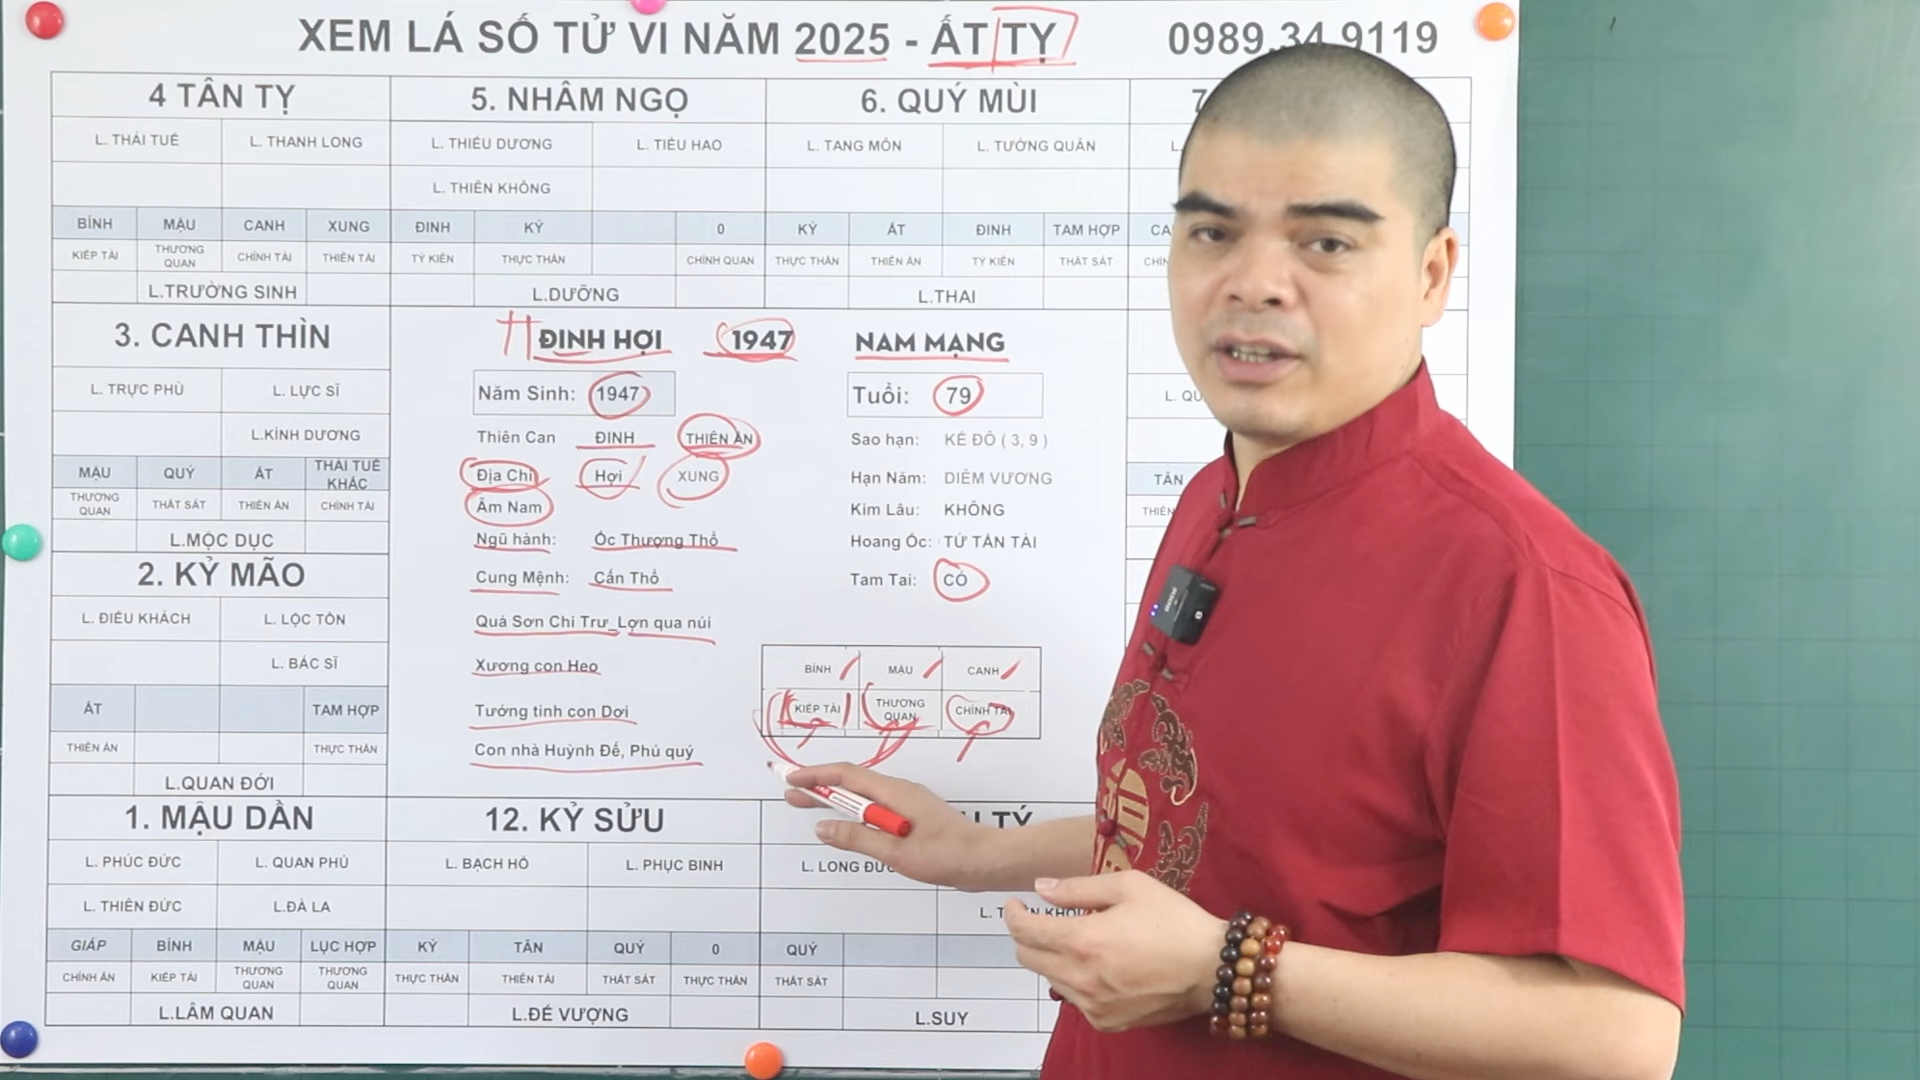 XEM LÁ SỐ TỬ VI NĂM 2025 - ẤT TỴ 0989.34.9119
4 TÂN TỴ
L. THÁI TUẾ L. THANH LONG
BÍNH MẬU CANH XUNG
KIẾP TÀI THƯƠNG QUAN CHÍNH TÀI THIÊN TÀI
L.TRƯỜNG SINH
5. NHÂM NGỌ
L. THIẾU DƯƠNG L. TIỂU HAO
L. THIÊN KHÔNG
ĐINH KỶ 0
TỶ KIÊN THỰC THẦN CHÍNH QUAN
L.DƯỠNG
6. QUÝ MÙI
L. TANG MÔN L. TƯỚNG QUÂN
KỶ ẤT ĐINH TAM HỢP
THỰC THẦN THIÊN ẤN TỶ KIÊN THẤT SÁT
L.THAI
7
3. CANH THÌN
L. TRỰC PHÙ L. LỰC SĨ
L.KÌNH DƯƠNG
MẬU QUÝ ẤT THÁI TUẾ KHẮC
THƯƠNG QUAN THẤT SÁT THIÊN ẤN CHÍNH TÀI
L.MỘC DỤC
ĐINH HỢI 1947 NAM MẠNG
Năm Sinh: 1947 Tuổi: 79
Thiên Can ĐINH THIÊN ẤN Sao hạn: KẾ ĐÔ ( 3, 9 )
Địa Chi Hợi XUNG Hạn Năm: DIÊM VƯƠNG
Âm Nam Kim Lâu: KHÔNG
Ngũ hành: Ốc Thượng Thổ Hoang Ốc: TỨ TẤN TÀI
Cung Mệnh: Cấn Thổ Tam Tai: CÓ
Quá Sơn Chi Trư_Lợn qua núi
Xương con Heo
Tướng tinh con Dơi
Con nhà Huỳnh Đế, Phú quý
BÍNH MẬU CANH
KIẾP TÀI THƯƠNG QUAN CHÍNH TÀI
TÂN
2. KỶ MÃO
L. ĐIẾU KHÁCH L. LỘC TỒN
L. BÁC SĨ
ẤT TAM HỢP
THIÊN ẤN THỰC THẦN
L.QUAN ĐỚI
1. MẬU DẦN
L. PHÚC ĐỨC L. QUAN PHỦ
L. THIÊN ĐỨC L.ĐÀ LA
GIÁP BÍNH MẬU LỤC HỢP
CHÍNH ẤN KIẾP TÀI THƯƠNG QUAN THƯƠNG QUAN
L.LÂM QUAN
12. KỶ SỬU
L. BẠCH HỔ L. PHỤC BINH
KỶ TÂN QUÝ 0
THỰC THẦN THIÊN TÀI THẤT SÁT THỰC THẦN
L.ĐẾ VƯỢNG
TÝ
L. LONG ĐỨC
QUÝ
THẤT SÁT
L.SUY